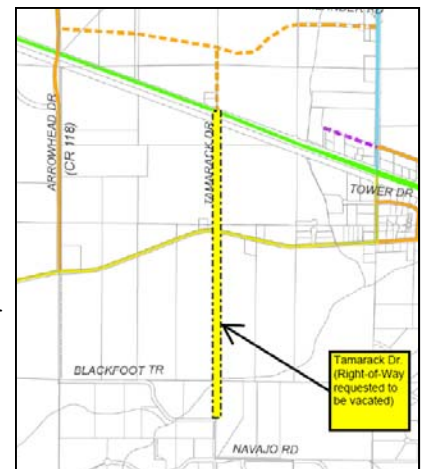 ARROWHEAD DR
(CR 118)
TAMARACK DR
TOWER DR
Tamarack Dr.
(Right-of-Way
requested to
be vacated)
BLACKFOOT TR
NAVAJO RD